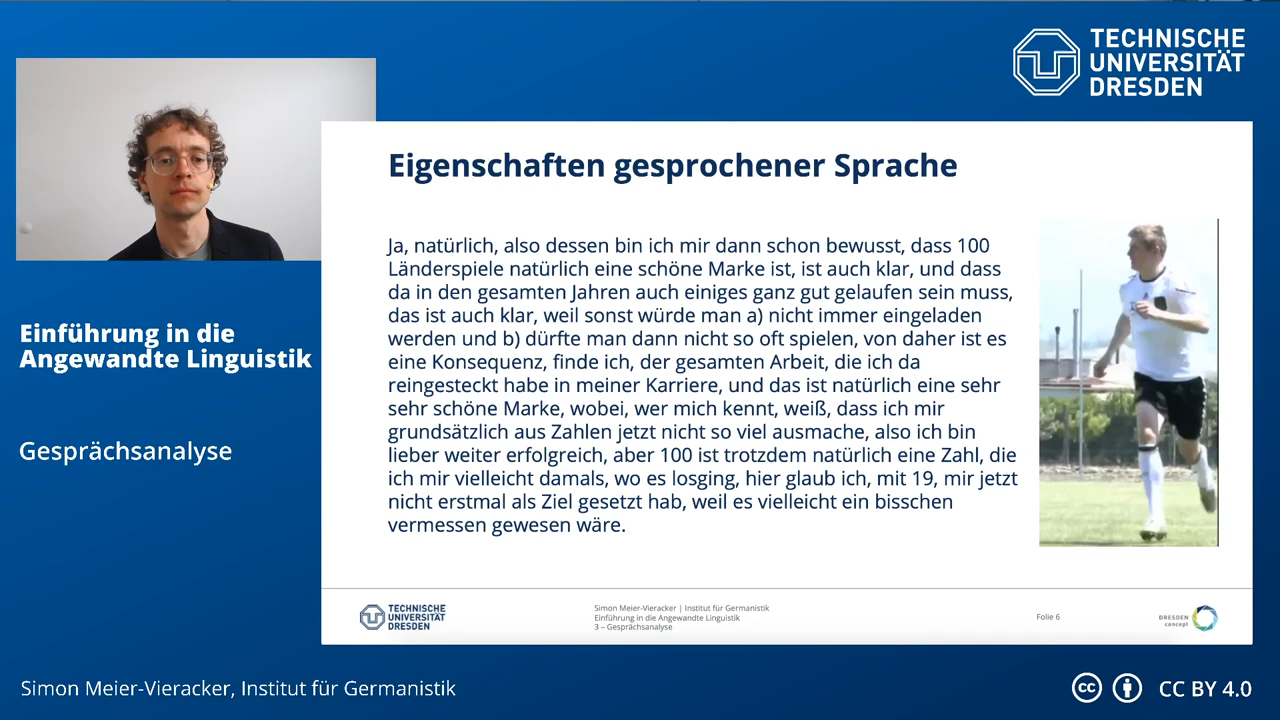 TECHNISCHE
UNIVERSITÄT
DRESDEN
Eigenschaften gesprochener Sprache
Ja, natürlich, also dessen bin ich mir dann schon bewusst, dass 100
Länderspiele natürlich eine schöne Marke ist, ist auch klar, und dass
da in den gesamten Jahren auch einiges ganz gut gelaufen sein muss,
das ist auch klar, weil sonst würde man a) nicht immer eingeladen
werden und b) dürfte man dann nicht so oft spielen, von daher ist es
eine Konsequenz, finde ich, der gesamten Arbeit, die ich da
reingesteckt habe in meiner Karriere, und das ist natürlich eine sehr
sehr schöne Marke, wobei, wer mich kennt, weiß, dass ich mir
grundsätzlich aus Zahlen jetzt nicht so viel ausmache, also ich bin
lieber weiter erfolgreich, aber 100 ist trotzdem natürlich eine Zahl, die
ich mir vielleicht damals, wo es losging, hier glaub ich, mit 19, mir jetzt
nicht erstmal als Ziel gesetzt hab, weil es vielleicht ein bisschen
vermessen gewesen wäre.
Einführung in die
Angewandte Linguistik
Gesprächsanalyse
TECHNISCHE
UNIVERSITÄT
DRESDEN
Simon Meier-Vieracker | Institut für Germanistik
Einführung in die Angewandte Linguistik
3 – Gesprächsanalyse
Folie 6
DRESDEN
concept
Simon Meier-Vieracker, Institut für Germanistik
cc
CC BY 4.0